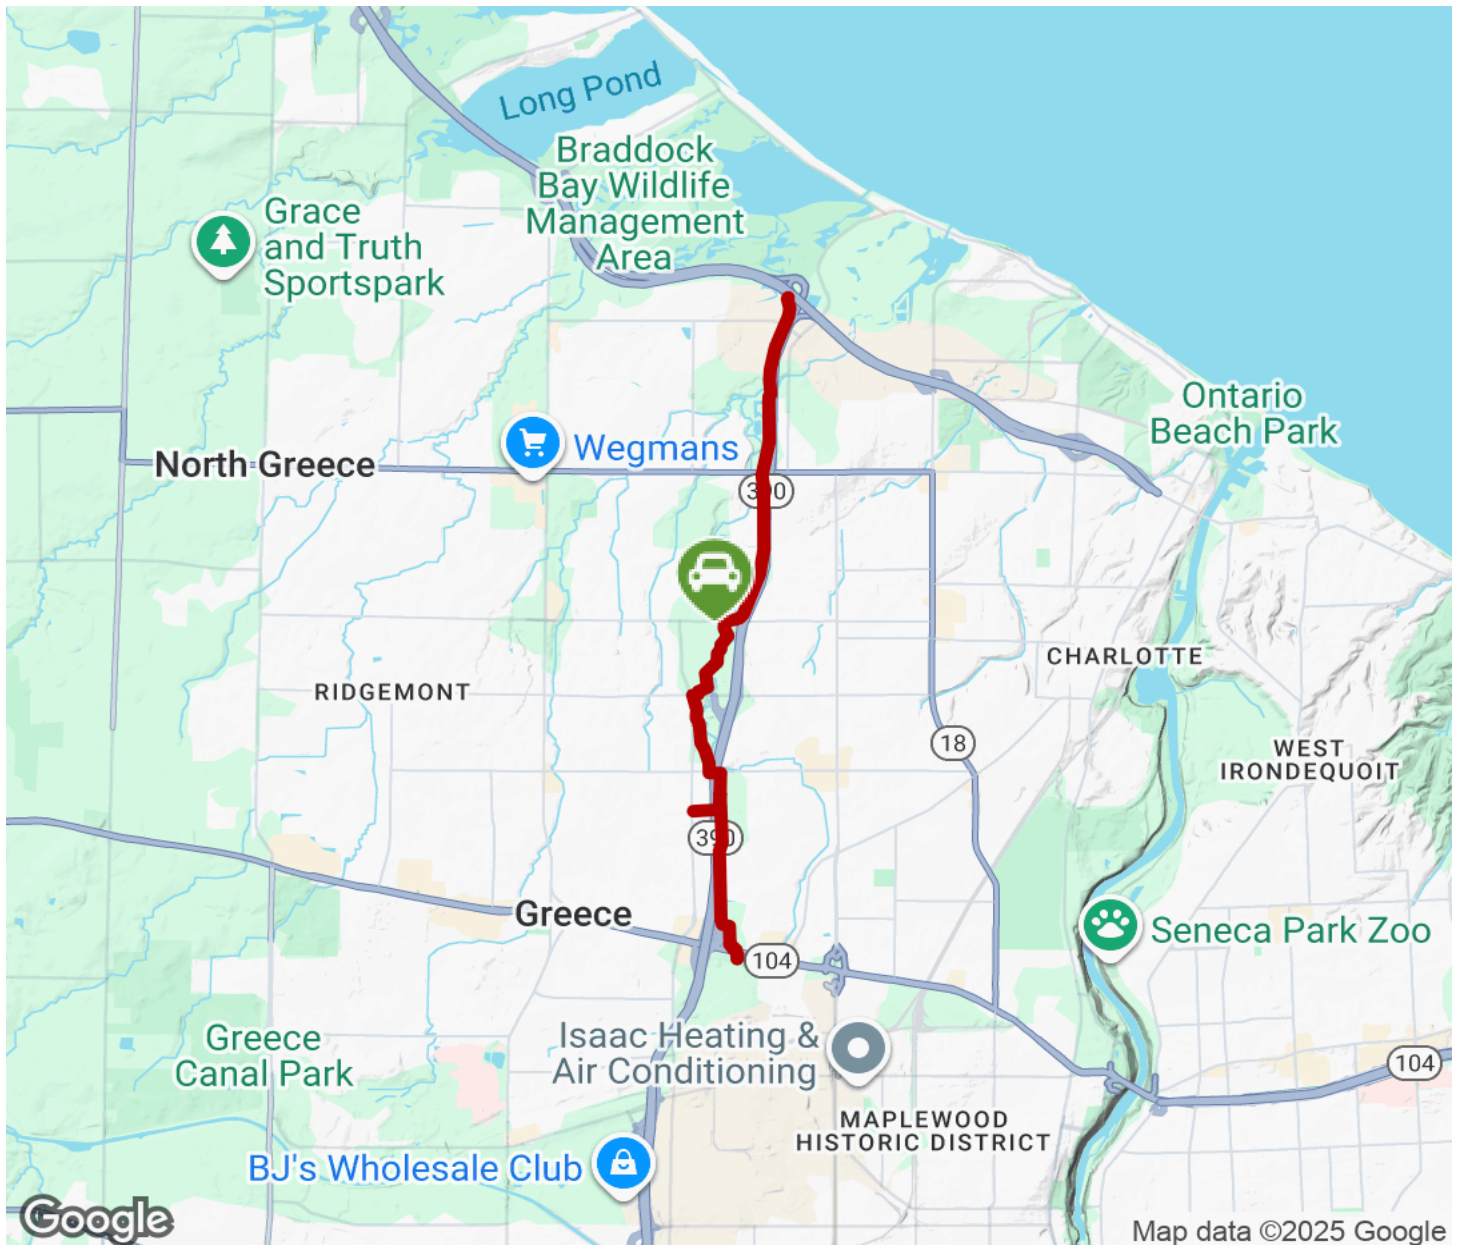 Long Pond
Braddock
Bay Wildlife
Management
Area
Grace
and Truth
Sportspark
Ontario
Beach Park
Wegmans
North Greece
390
CHARLOTTE
RIDGEMONT
18
WEST
IRONDEQUOIT
390
Greece
Seneca Park Zoo
104
Isaac Heating &
Air Conditioning
Greece
Canal Park
104
MAPLEWOOD
HISTORIC DISTRICT
BJ's Wholesale Club
Google
Map data ©2025 Google